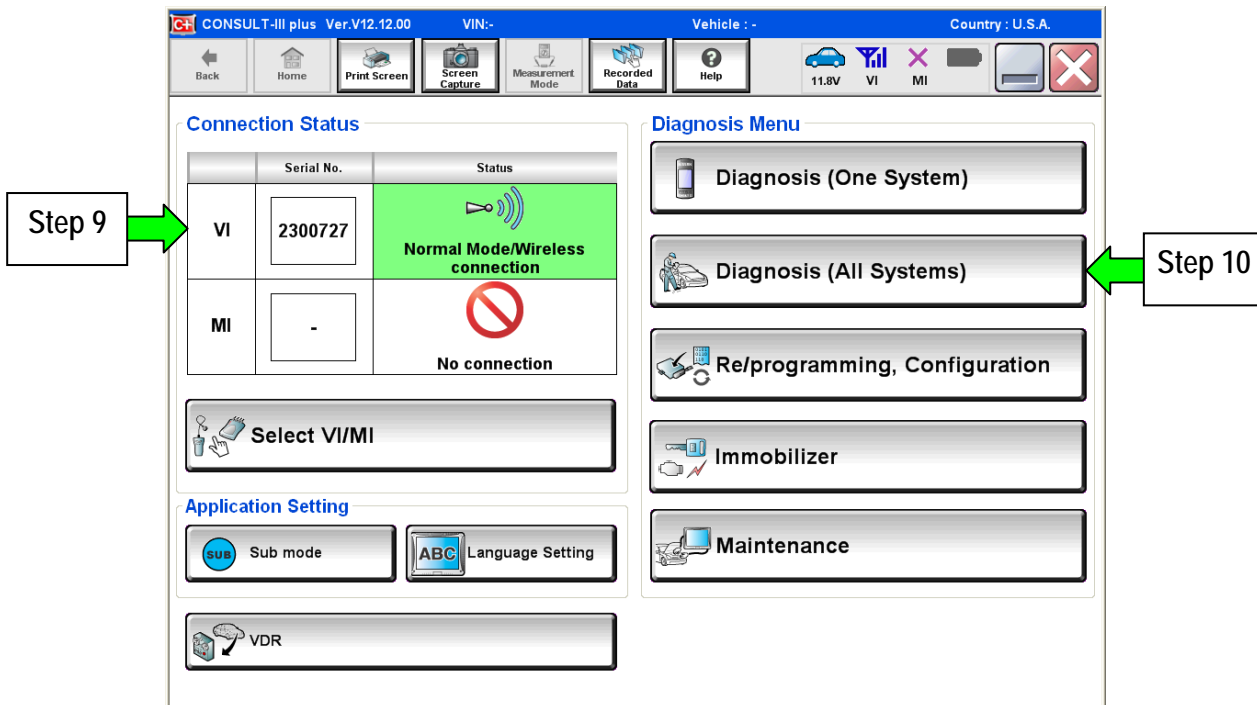 C+ CONSULT-III plus Ver.V12.12.00 VIN:- Vehicle : - Country : U.S.A.
Back
Home
Print Screen
Screen
Capture
Measurement
Mode
Recorded
Data
Help
11.8V
VI
MI
Connection Status
Serial No.
Status
Step 9
VI
2300727
Normal Mode/Wireless
connection
MI
-
No connection
Select VI/MI
Application Setting
SUB
Sub mode
ABC
Language Setting
VDR
Diagnosis Menu
Diagnosis (One System)
Diagnosis (All Systems)
Step 10
Re/programming, Configuration
Immobilizer
Maintenance